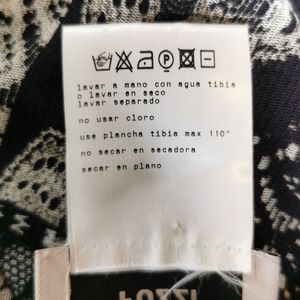 lavar a mano con agua tibia
o lavar en seco
lavar separado
no usar cloro
use plancha tibia max 110°
no secar en secadora
secar en plano